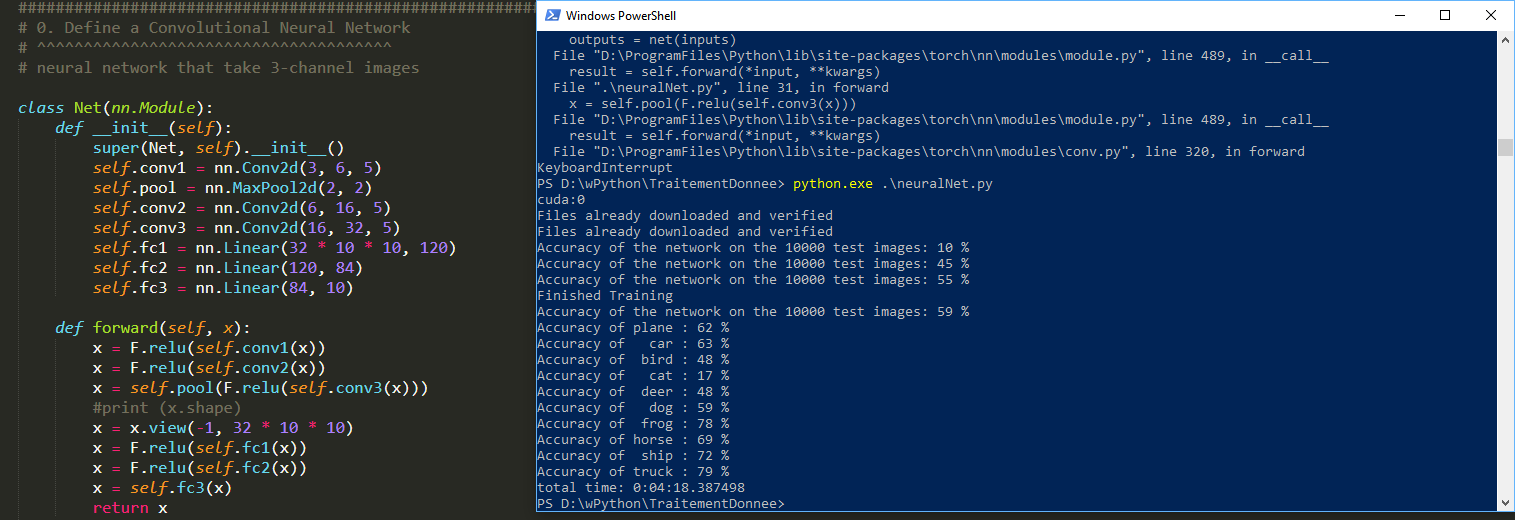 ################################################################
# 0. Define a Convolutional Neural Network
# ^^^^^^^^^^^^^^^^^^^^^^^^^^^^^^^^^^^^^^
# neural network that take 3-channel images
class Net(nn.Module):
    def __init__(self):
        super(Net, self).__init__()
        self.conv1 = nn.Conv2d(3, 6, 5)
        self.pool = nn.MaxPool2d(2, 2)
        self.conv2 = nn.Conv2d(6, 16, 5)
        self.conv3 = nn.Conv2d(16, 32, 5)
        self.fc1 = nn.Linear(32 * 10 * 10, 120)
        self.fc2 = nn.Linear(120, 84)
        self.fc3 = nn.Linear(84, 10)
    def forward(self, x):
        x = F.relu(self.conv1(x))
        x = F.relu(self.conv2(x))
        x = self.pool(F.relu(self.conv3(x)))
        #print (x.shape)
        x = x.view(-1, 32 * 10 * 10)
        x = F.relu(self.fc1(x))
        x = F.relu(self.fc2(x))
        x = self.fc3(x)
        return x
Windows PowerShell
    outputs = net(inputs)
  File "D:\ProgramFiles\Python\lib\site-packages\torch\nn\modules\module.py", line 489, in __call__
    result = self.forward(*input, **kwargs)
  File ".\neuralNet.py", line 31, in forward
    x = self.pool(F.relu(self.conv3(x)))
  File "D:\ProgramFiles\Python\lib\site-packages\torch\nn\modules\module.py", line 489, in __call__
    result = self.forward(*input, **kwargs)
  File "D:\ProgramFiles\Python\lib\site-packages\torch\nn\modules\conv.py", line 320, in forward
KeyboardInterrupt
PS D:\wPython\TraitementDonnee> python.exe .\neuralNet.py
cuda:0
Files already downloaded and verified
Files already downloaded and verified
Accuracy of the network on the 10000 test images: 10 %
Accuracy of the network on the 10000 test images: 45 %
Accuracy of the network on the 10000 test images: 55 %
Finished Training
Accuracy of the network on the 10000 test images: 59 %
Accuracy of plane : 62 %
Accuracy of   car : 63 %
Accuracy of  bird : 48 %
Accuracy of   cat : 17 %
Accuracy of  deer : 48 %
Accuracy of   dog : 59 %
Accuracy of  frog : 78 %
Accuracy of horse : 69 %
Accuracy of  ship : 72 %
Accuracy of truck : 79 %
total time: 0:04:18.387498
PS D:\wPython\TraitementDonnee>